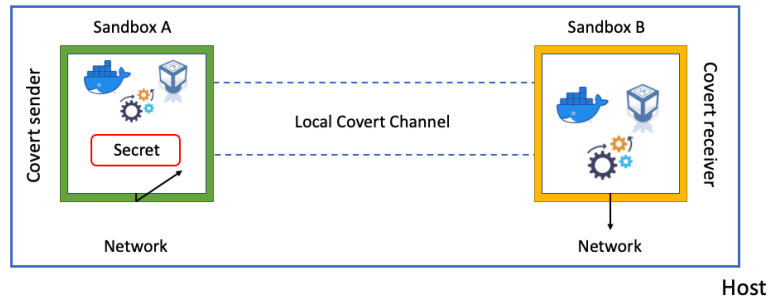 Sandbox A
Sandbox B
Covert sender
Secret
Local Covert Channel
Covert receiver
Network
Network
Host